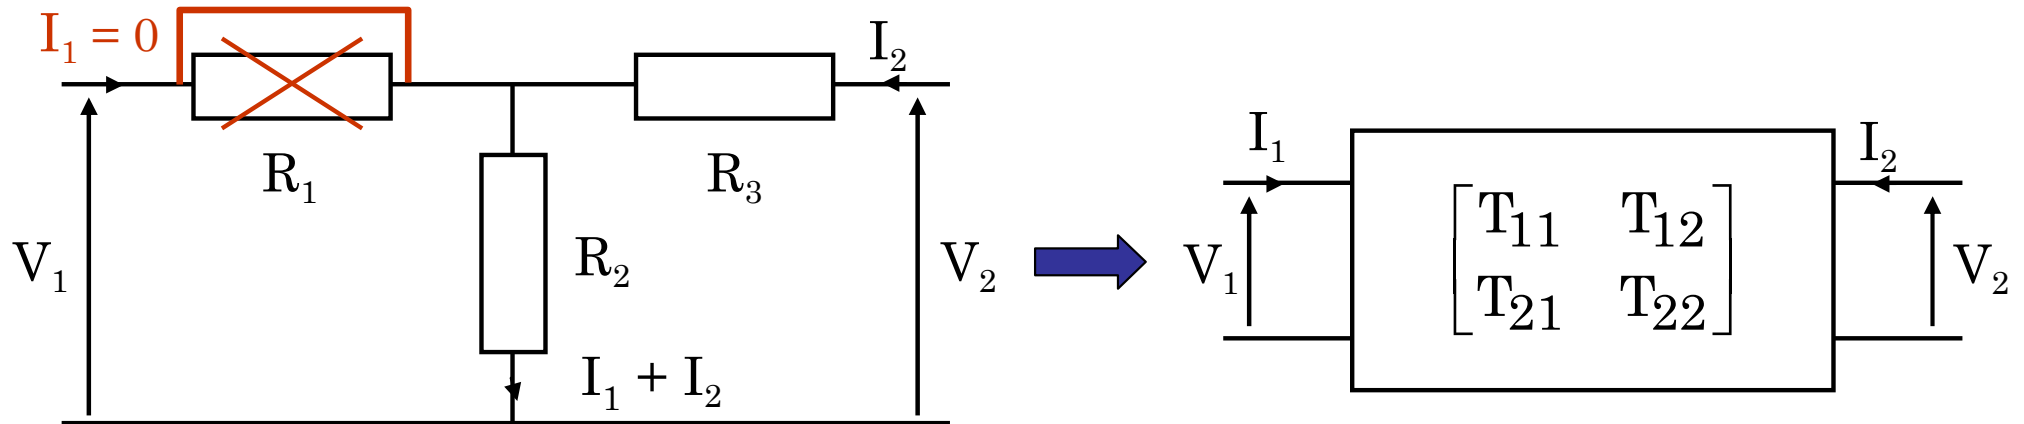 I₁ = 0
I₂
R₁
R₃
R₂
V₁
V₂
I₁ + I₂
I₁
I₂
V₁
T₁₁ T₁₂
T₂₁ T₂₂
V₂